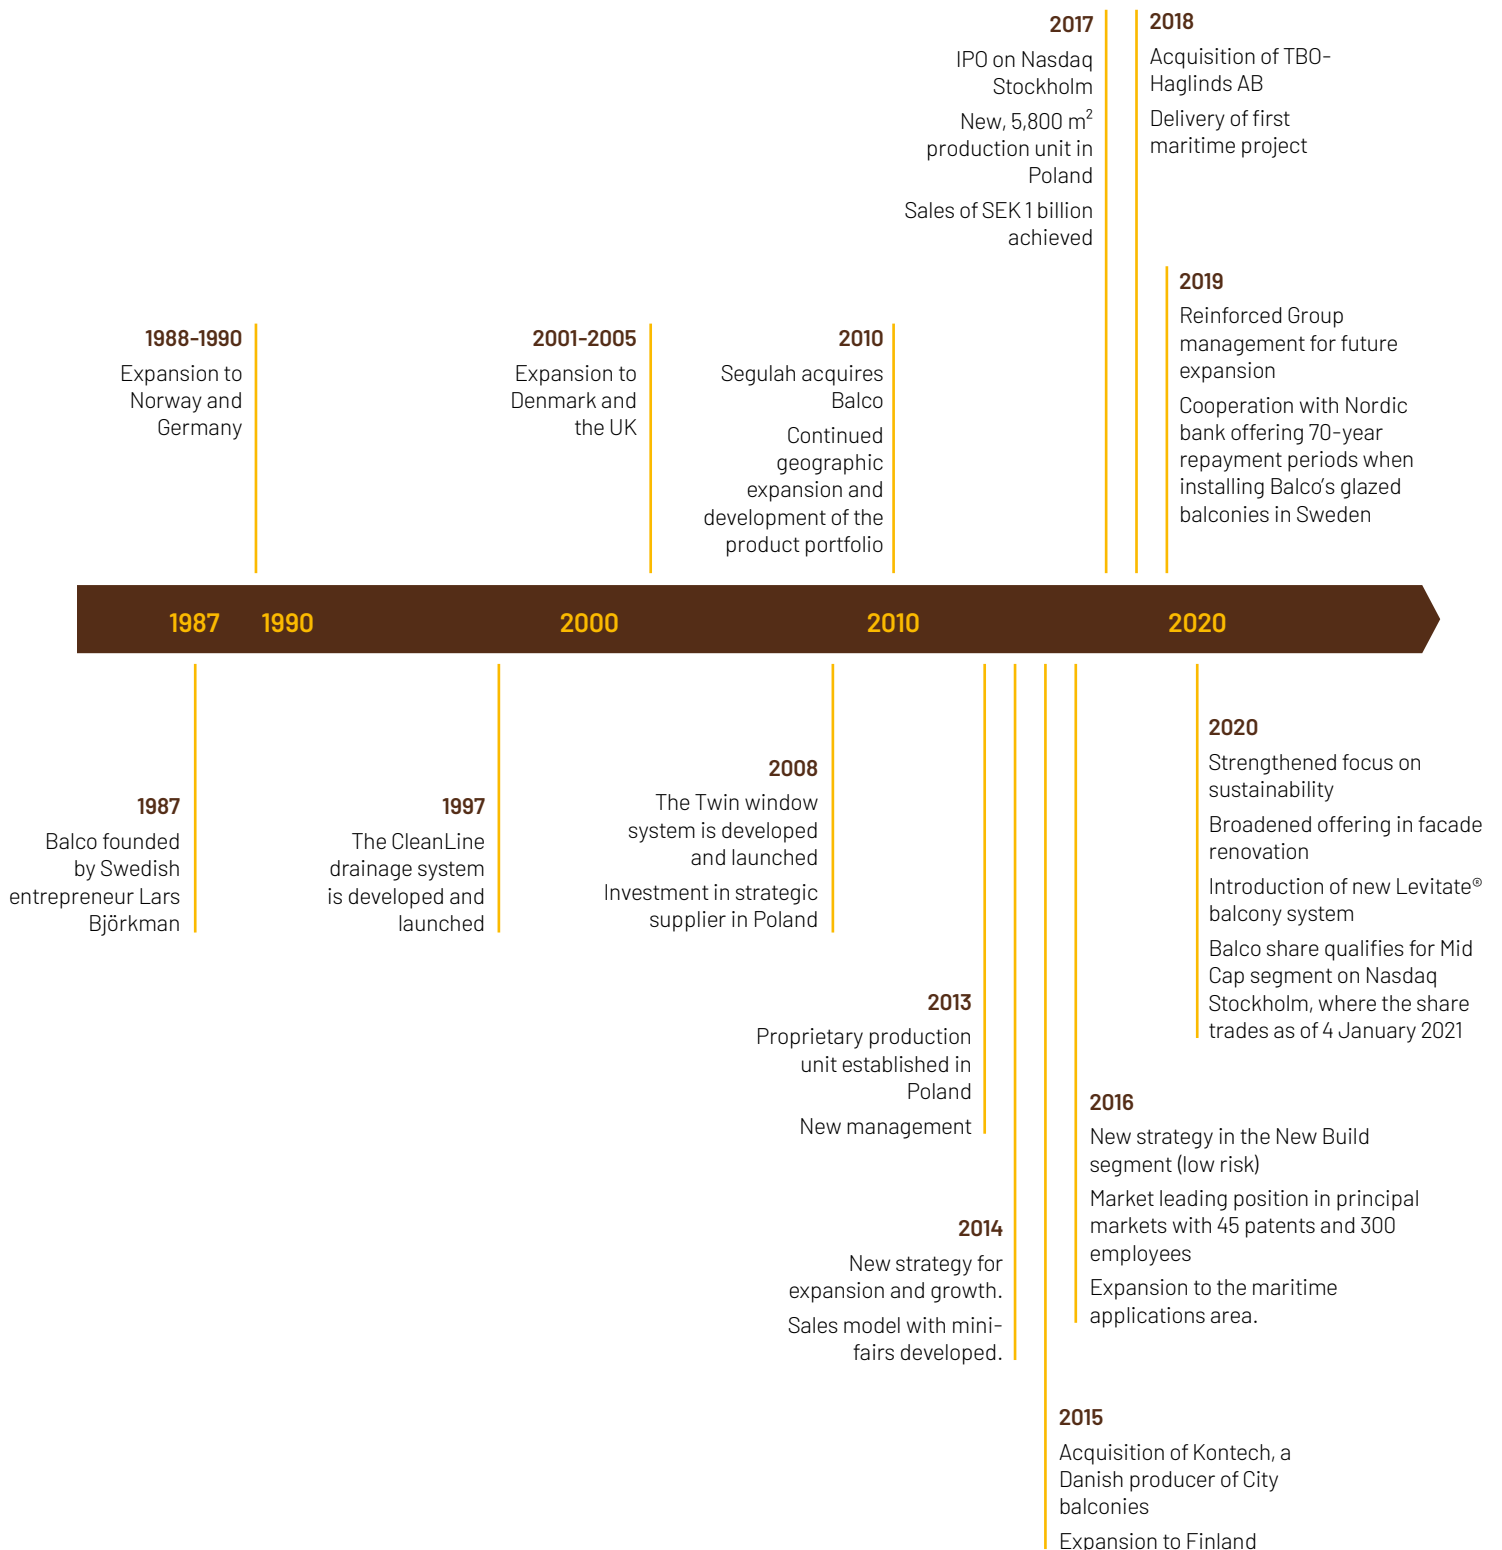 2017
IPO on Nasdaq
Stockholm
New, 5,800 m²
production unit in
Poland
Sales of SEK 1 billion
achieved
2018
Acquisition of TBO-
Haglinds AB
Delivery of first
maritime project
2019
Reinforced Group
management for future
expansion
Cooperation with Nordic
bank offering 70-year
repayment periods when
installing Balco's glazed
balconies in Sweden
1988-1990
Expansion to
Norway and
Germany
2001-2005
Expansion to
Denmark and
the UK
2010
Segulah acquires
Balco
Continued
geographic
expansion and
development of the
product portfolio
1987 1990 2000 2010 2020
1987
Balco founded
by Swedish
entrepreneur Lars
Björkman
1997
The CleanLine
drainage system
is developed and
launched
2008
The Twin window
system is developed
and launched
Investment in strategic
supplier in Poland
2013
Proprietary production
unit established in
Poland
New management
2014
New strategy for
expansion and growth.
Sales model with mini-
fairs developed.
2020
Strengthened focus on
sustainability
Broadened offering in facade
renovation
Introduction of new Levitate®
balcony system
Balco share qualifies for Mid
Cap segment on Nasdaq
Stockholm, where the share
trades as of 4 January 2021
2016
New strategy in the New Build
segment (low risk)
Market leading position in principal
markets with 45 patents and 300
employees
Expansion to the maritime
applications area.
2015
Acquisition of Kontech, a
Danish producer of City
balconies
Expansion to Finland